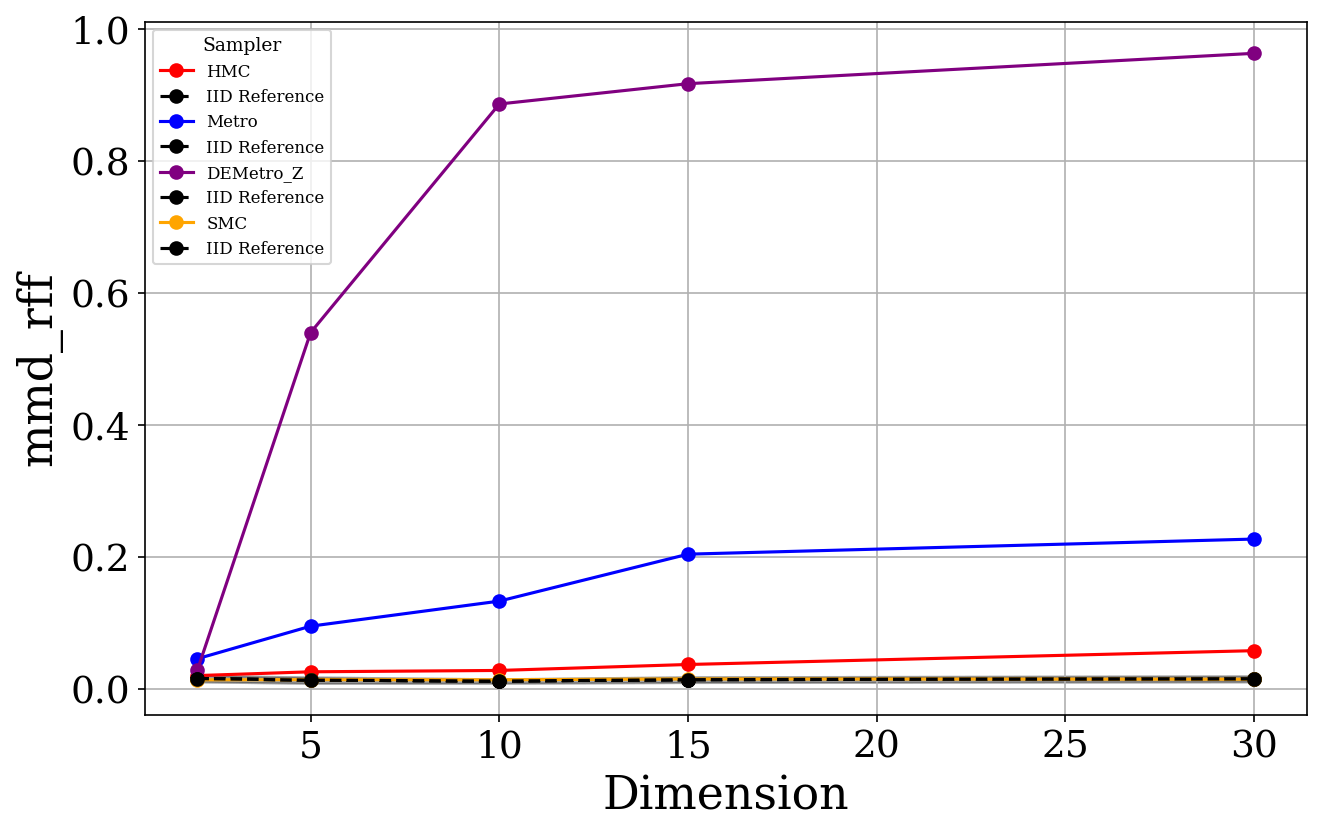 1.0
0.8
0.6
0.4
0.2
0.0
mmd_rff
Sampler
HMC
IID Reference
Metro
IID Reference
DEMetro_Z
IID Reference
SMC
IID Reference
5 10 15 20 25 30
Dimension